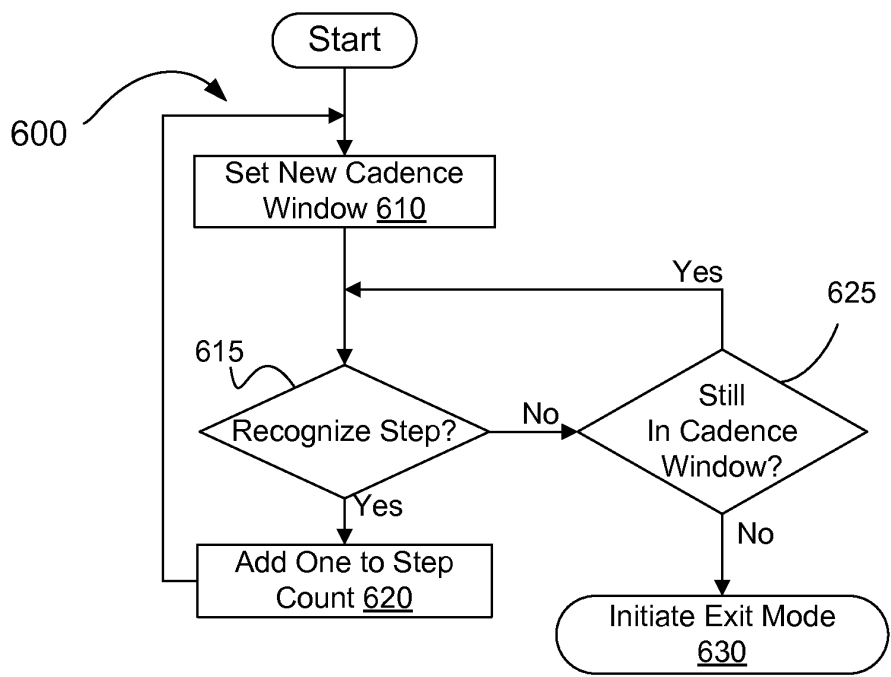 Start
600
Set New Cadence
Window 610
Yes
625
615
Recognize Step?
No
Still
In Cadence
Window?
Yes
No
Add One to Step
Count 620
Initiate Exit Mode
630